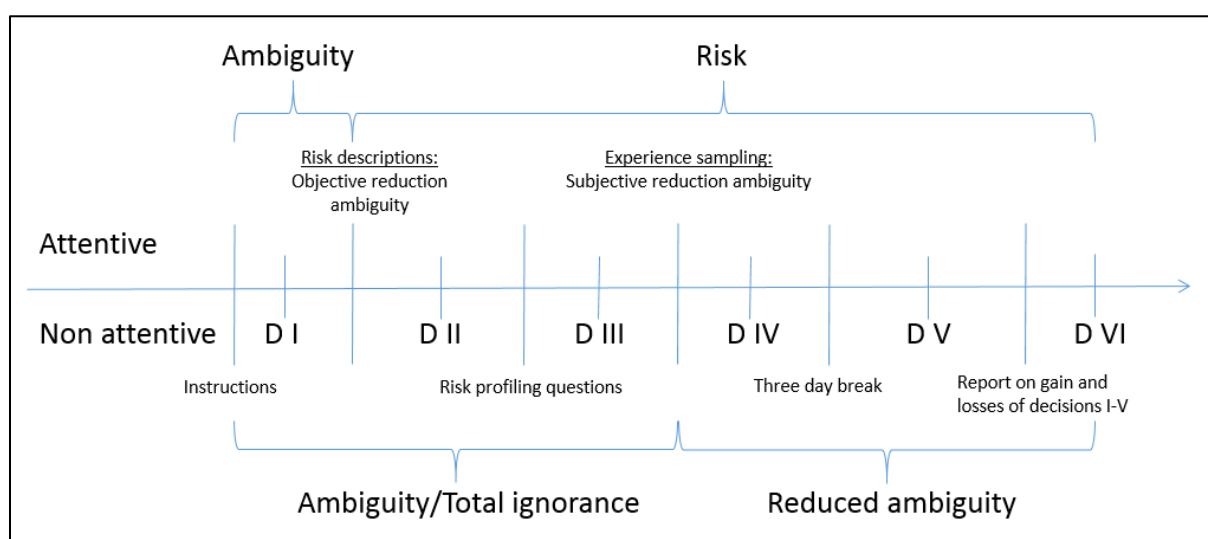 Ambiguity
Risk
Risk descriptions:
Objective reduction
ambiguity
Experience sampling:
Subjective reduction ambiguity
Attentive
Non attentive
D I
D II
D III
D IV
D V
D VI
Instructions
Risk profiling questions
Three day break
Report on gain and
losses of decisions I-V
Ambiguity/Total ignorance
Reduced ambiguity